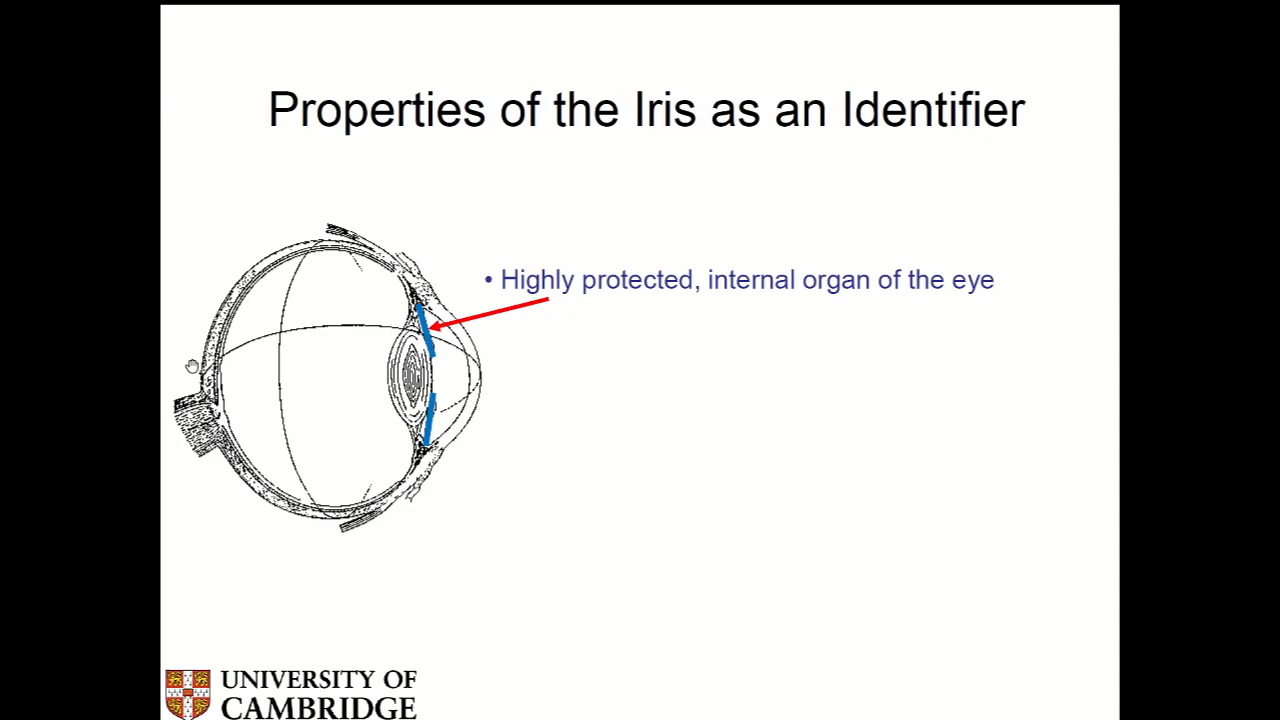 Properties of the Iris as an Identifier
• Highly protected, internal organ of the eye
UNIVERSITY OF
CAMBRIDGE